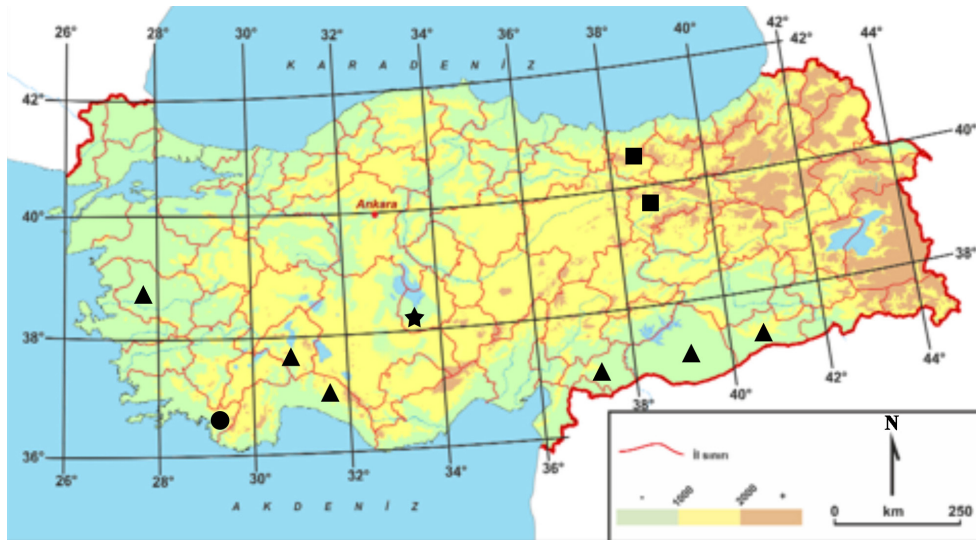 26° 28° 30° 32° 34° 36° 38° 40° 42° 44°
42°
K A R A D E N İ Z
42°
40°
40°
Ankara
40°
38°
38°
36°
26° 28° 30° 32° 34° 36° 38° 40° 42° 44°
A K D E N İ Z
N
İl sınırı
- 1000 2000 +
0 km 250